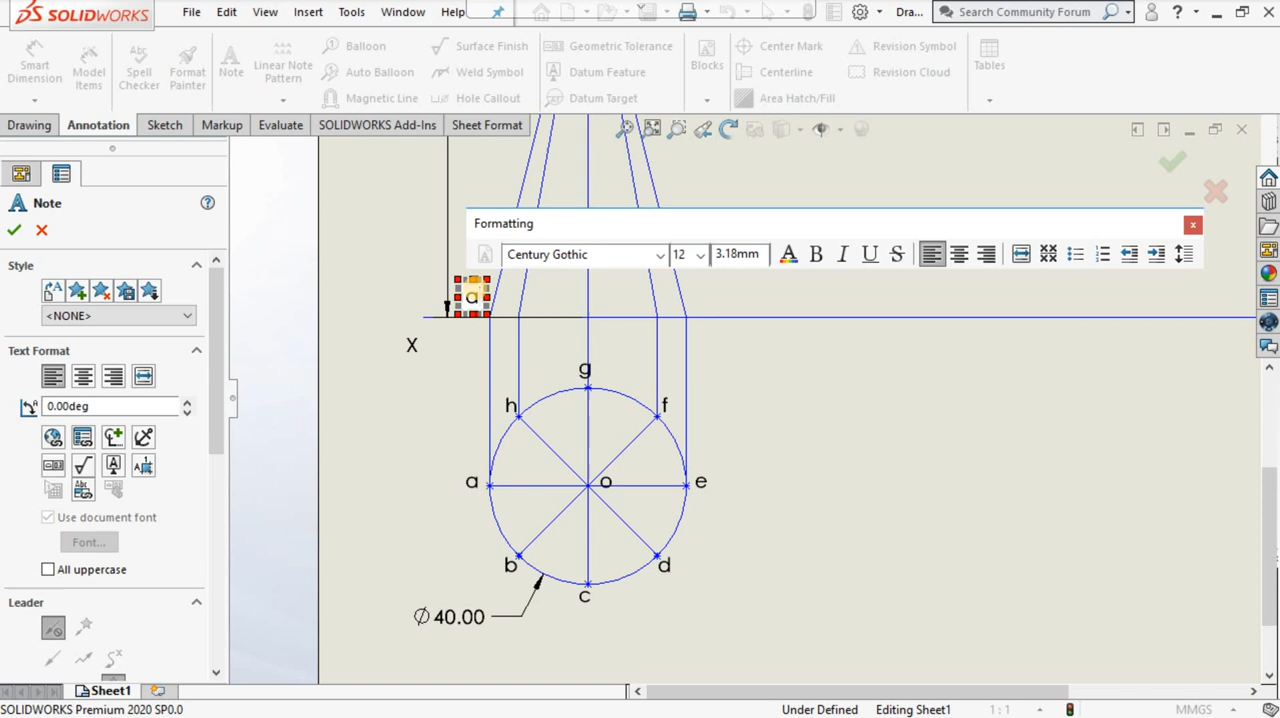 SOLIDWORKS
File Edit View Insert Tools Window Help
Dra...
Search Community Forum
Smart Dimension
Model Items
Spell Checker
Format Painter
Note
Linear Note Pattern
Balloon
Auto Balloon
Magnetic Line
Surface Finish
Weld Symbol
Hole Callout
Geometric Tolerance
Datum Feature
Datum Target
Blocks
Center Mark
Centerline
Area Hatch/Fill
Revision Symbol
Revision Cloud
Tables
Drawing Annotation Sketch Markup Evaluate SOLIDWORKS Add-Ins Sheet Format
Note
Style
<NONE>
Text Format
0.00deg
Use document font
Font...
All uppercase
Leader
Formatting
Century Gothic 12 3.18mm A B I U S
a
X
g
h f
a o e
b d
c
Ø 40.00
Sheet1
SOLIDWORKS Premium 2020 SP0.0
Under Defined Editing Sheet1 1 : 1 MMGS